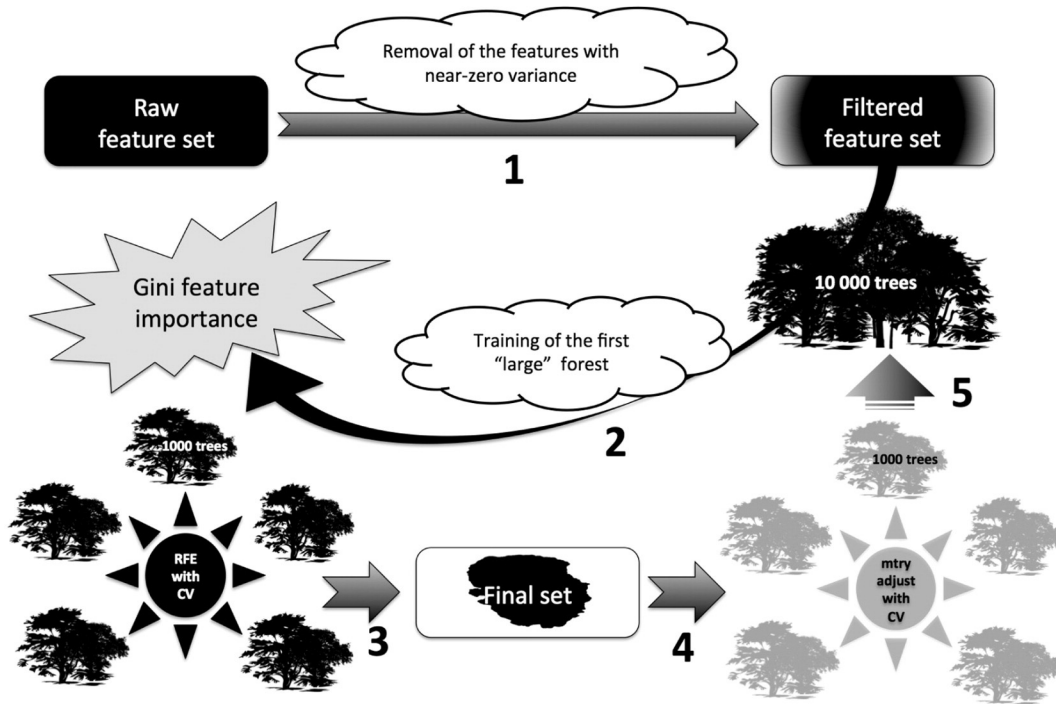 Raw
feature set
Removal of the features with
near-zero variance
1
Filtered
feature set
10 000 trees
Gini feature
importance
Training of the first
“large” forest
2
1000 trees
RFE
with
CV
3
Final set
4
1000 trees
mtry
adjust
with
CV
5